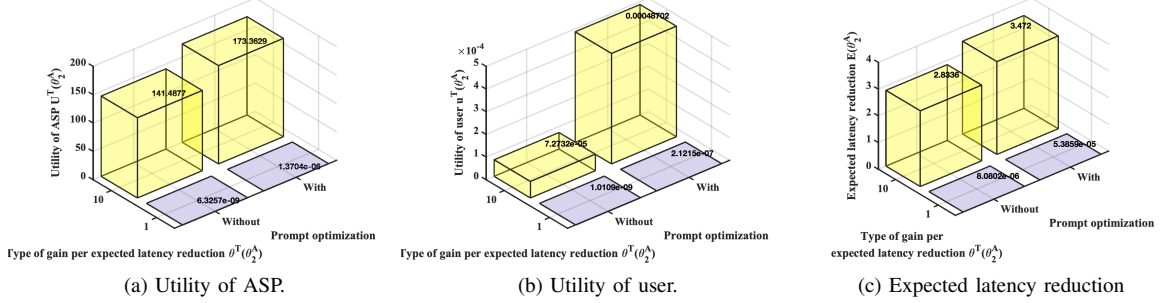 200
150
100
50
0
Utility of ASP U^T(θ_2^A)
173.3629
141.4877
1.3704e-06
6.3257e-09
10
1
With
Without
Prompt optimization
Type of gain per expected latency reduction θ^T(θ_2^A)
(a) Utility of ASP.
×10^-4
5
4
3
2
1
0
Utility of user u^T(θ_2^A)
0.00048702
7.2732e-05
2.1215e-07
1.0109e-09
10
1
With
Without
Prompt optimization
Type of gain per expected latency reduction θ^T(θ_2^A)
(b) Utility of user.
4
3
2
1
0
Expected latency reduction E(θ_2^A)
3.472
2.8336
5.3859e-05
8.0802e-06
10
1
With
Without
Prompt optimization
Type of gain per
expected latency reduction θ^T(θ_2^A)
(c) Expected latency reduction